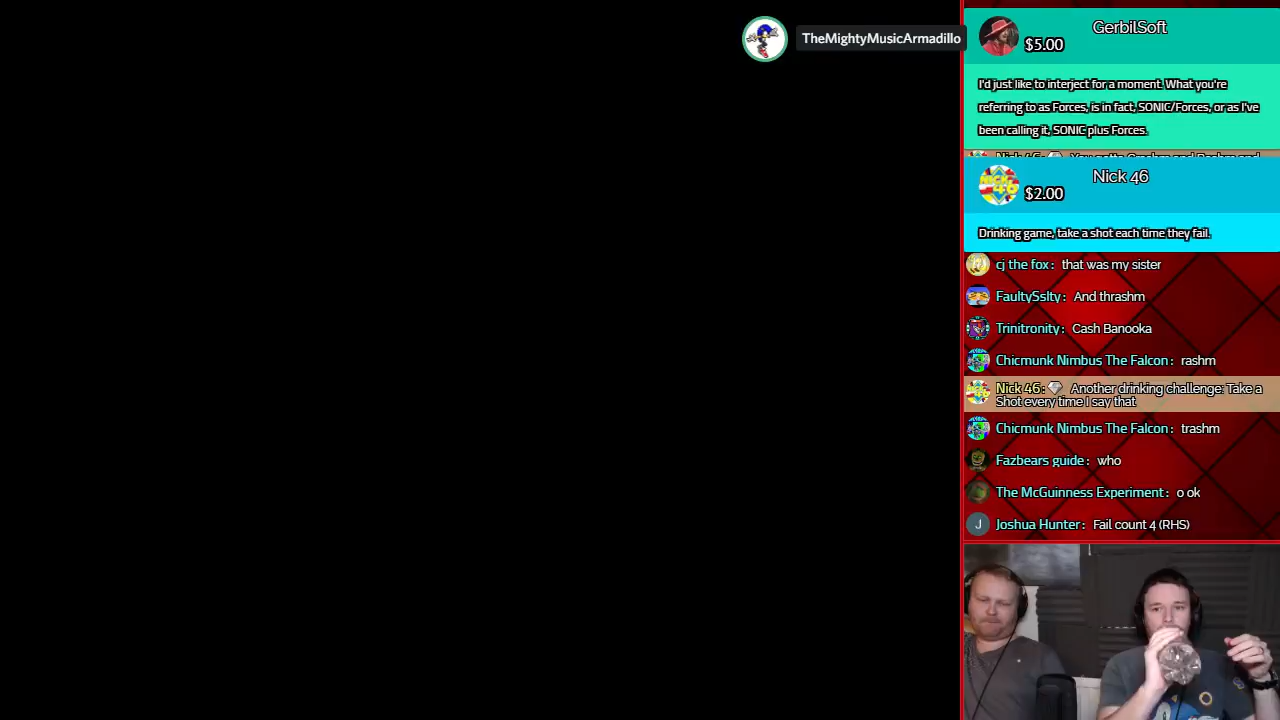 TheMightyMusicArmadillo
GerbilSoft
$5.00
I'd just like to interject for a moment. What you're
referring to as Forces, is in fact, SONIC/Forces, or as I've
been calling it, SONIC plus Forces.
Nick 46
$2.00
Drinking game, take a shot each time they fail.
cj the fox: that was my sister
FaultySslty: And thrashm
Trinitronity: Cash Banooka
Chicmunk Nimbus The Falcon: rashm
Nick 46: Another drinking challenge: Take a
Shot every time I say that
Chicmunk Nimbus The Falcon: trashm
Fazbears guide: who
The McGuinness Experiment: o ok
J Joshua Hunter: Fail count 4 (RHS)